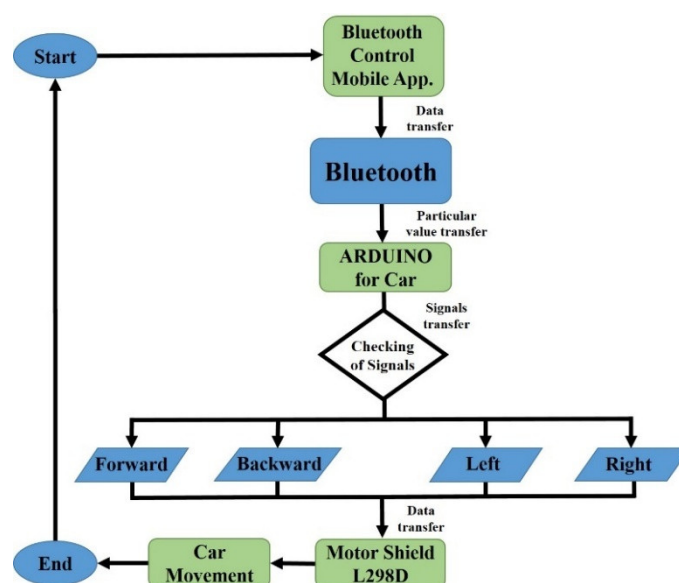 Start
Bluetooth
Control
Mobile App.
Data
transfer
Bluetooth
Particular
value transfer
ARDUINO
for Car
Signals
transfer
Checking
of Signals
Forward
Backward
Left
Right
Data
transfer
End
Car
Movement
Motor Shield
L298D